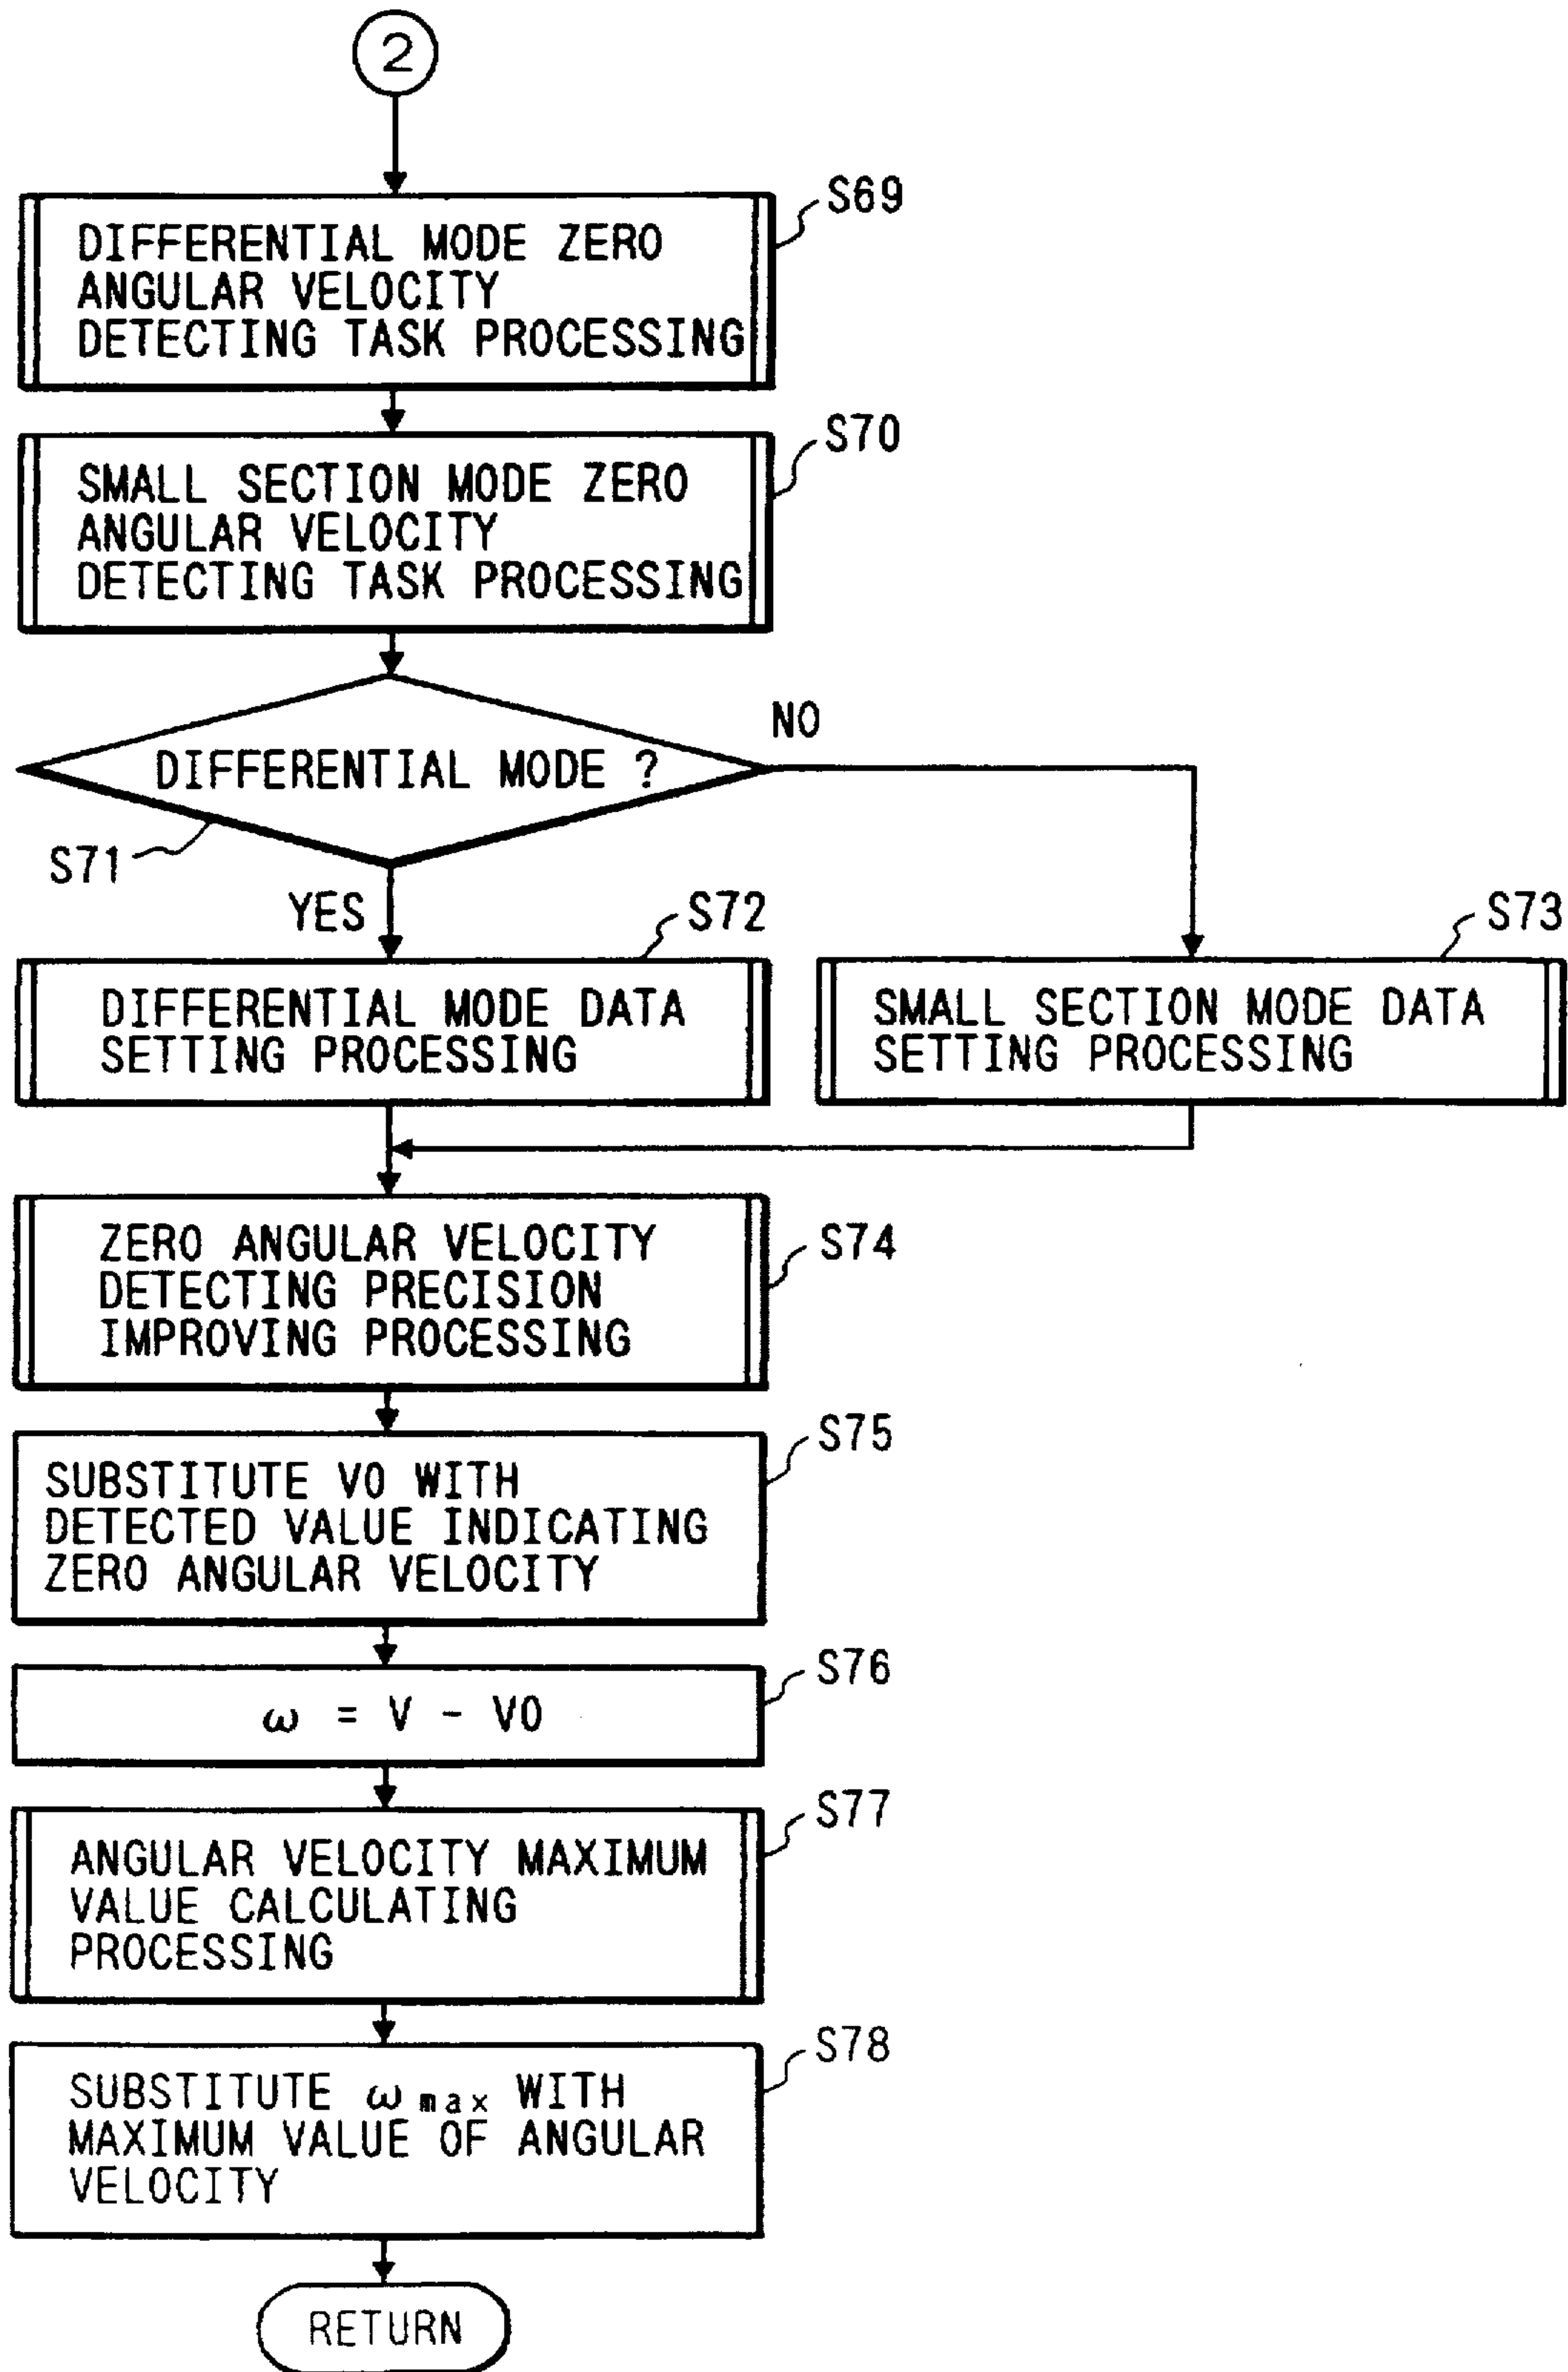 2
S69
DIFFERENTIAL MODE ZERO
ANGULAR VELOCITY
DETECTING TASK PROCESSING
S70
SMALL SECTION MODE ZERO
ANGULAR VELOCITY
DETECTING TASK PROCESSING
NO
DIFFERENTIAL MODE ?
S71
YES
S72
S73
DIFFERENTIAL MODE DATA
SETTING PROCESSING
SMALL SECTION MODE DATA
SETTING PROCESSING
S74
ZERO ANGULAR VELOCITY
DETECTING PRECISION
IMPROVING PROCESSING
S75
SUBSTITUTE V0 WITH
DETECTED VALUE INDICATING
ZERO ANGULAR VELOCITY
S76
ω = V - V0
S77
ANGULAR VELOCITY MAXIMUM
VALUE CALCULATING
PROCESSING
S78
SUBSTITUTE ω max WITH
MAXIMUM VALUE OF ANGULAR
VELOCITY
RETURN